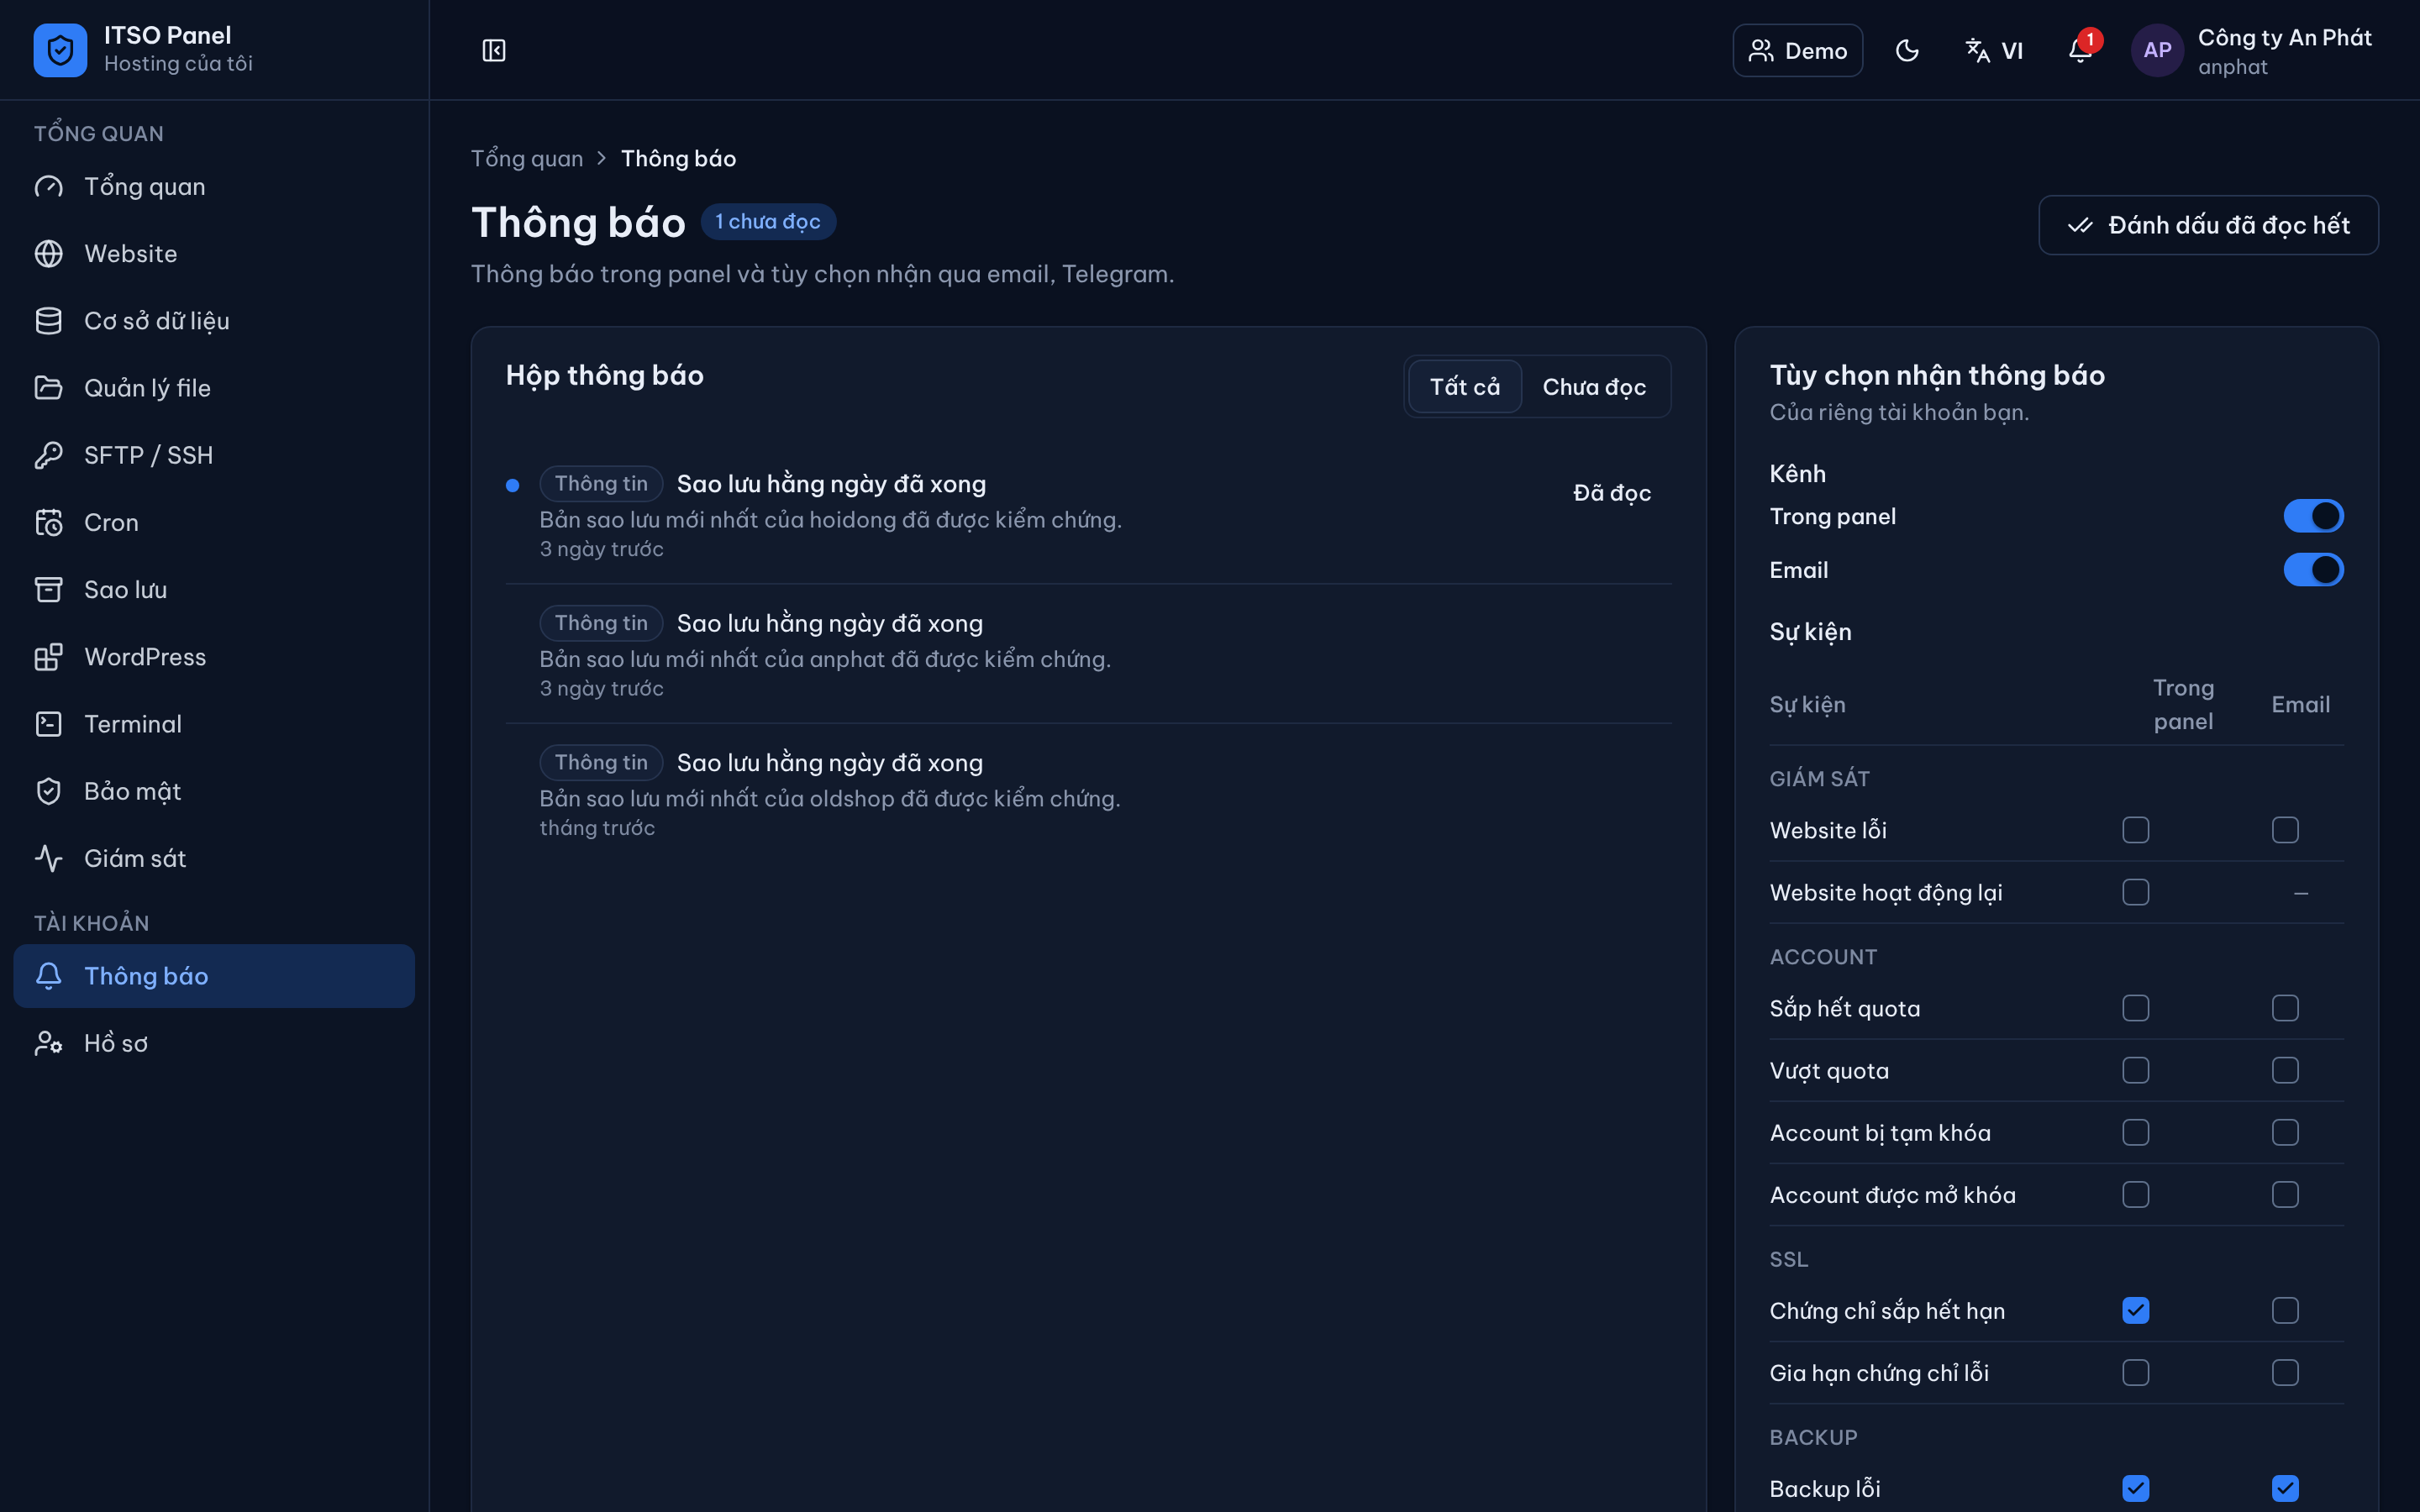 ITSO Panel
Hosting của tôi
Demo
VI
1
AP
Công ty An Phát
anphat
TỔNG QUAN
Tổng quan
Website
Cơ sở dữ liệu
Quản lý file
SFTP / SSH
Cron
Sao lưu
WordPress
Terminal
Bảo mật
Giám sát
TÀI KHOẢN
Thông báo
Hồ sơ
Tổng quan > Thông báo
Thông báo 1 chưa đọc
Thông báo trong panel và tùy chọn nhận qua email, Telegram.
Đánh dấu đã đọc hết
Hộp thông báo
Tất cả Chưa đọc
Thông tin Sao lưu hằng ngày đã xong
Bản sao lưu mới nhất của hoidong đã được kiểm chứng.
3 ngày trước
Đã đọc
Thông tin Sao lưu hằng ngày đã xong
Bản sao lưu mới nhất của anphat đã được kiểm chứng.
3 ngày trước
Thông tin Sao lưu hằng ngày đã xong
Bản sao lưu mới nhất của oldshop đã được kiểm chứng.
tháng trước
Tùy chọn nhận thông báo
Của riêng tài khoản bạn.
Kênh
Trong panel
Email
Sự kiện
Sự kiện Trong panel Email
GIÁM SÁT
Website lỗi
Website hoạt động lại –
ACCOUNT
Sắp hết quota
Vượt quota
Account bị tạm khóa
Account được mở khóa
SSL
Chứng chỉ sắp hết hạn
Gia hạn chứng chỉ lỗi
BACKUP
Backup lỗi